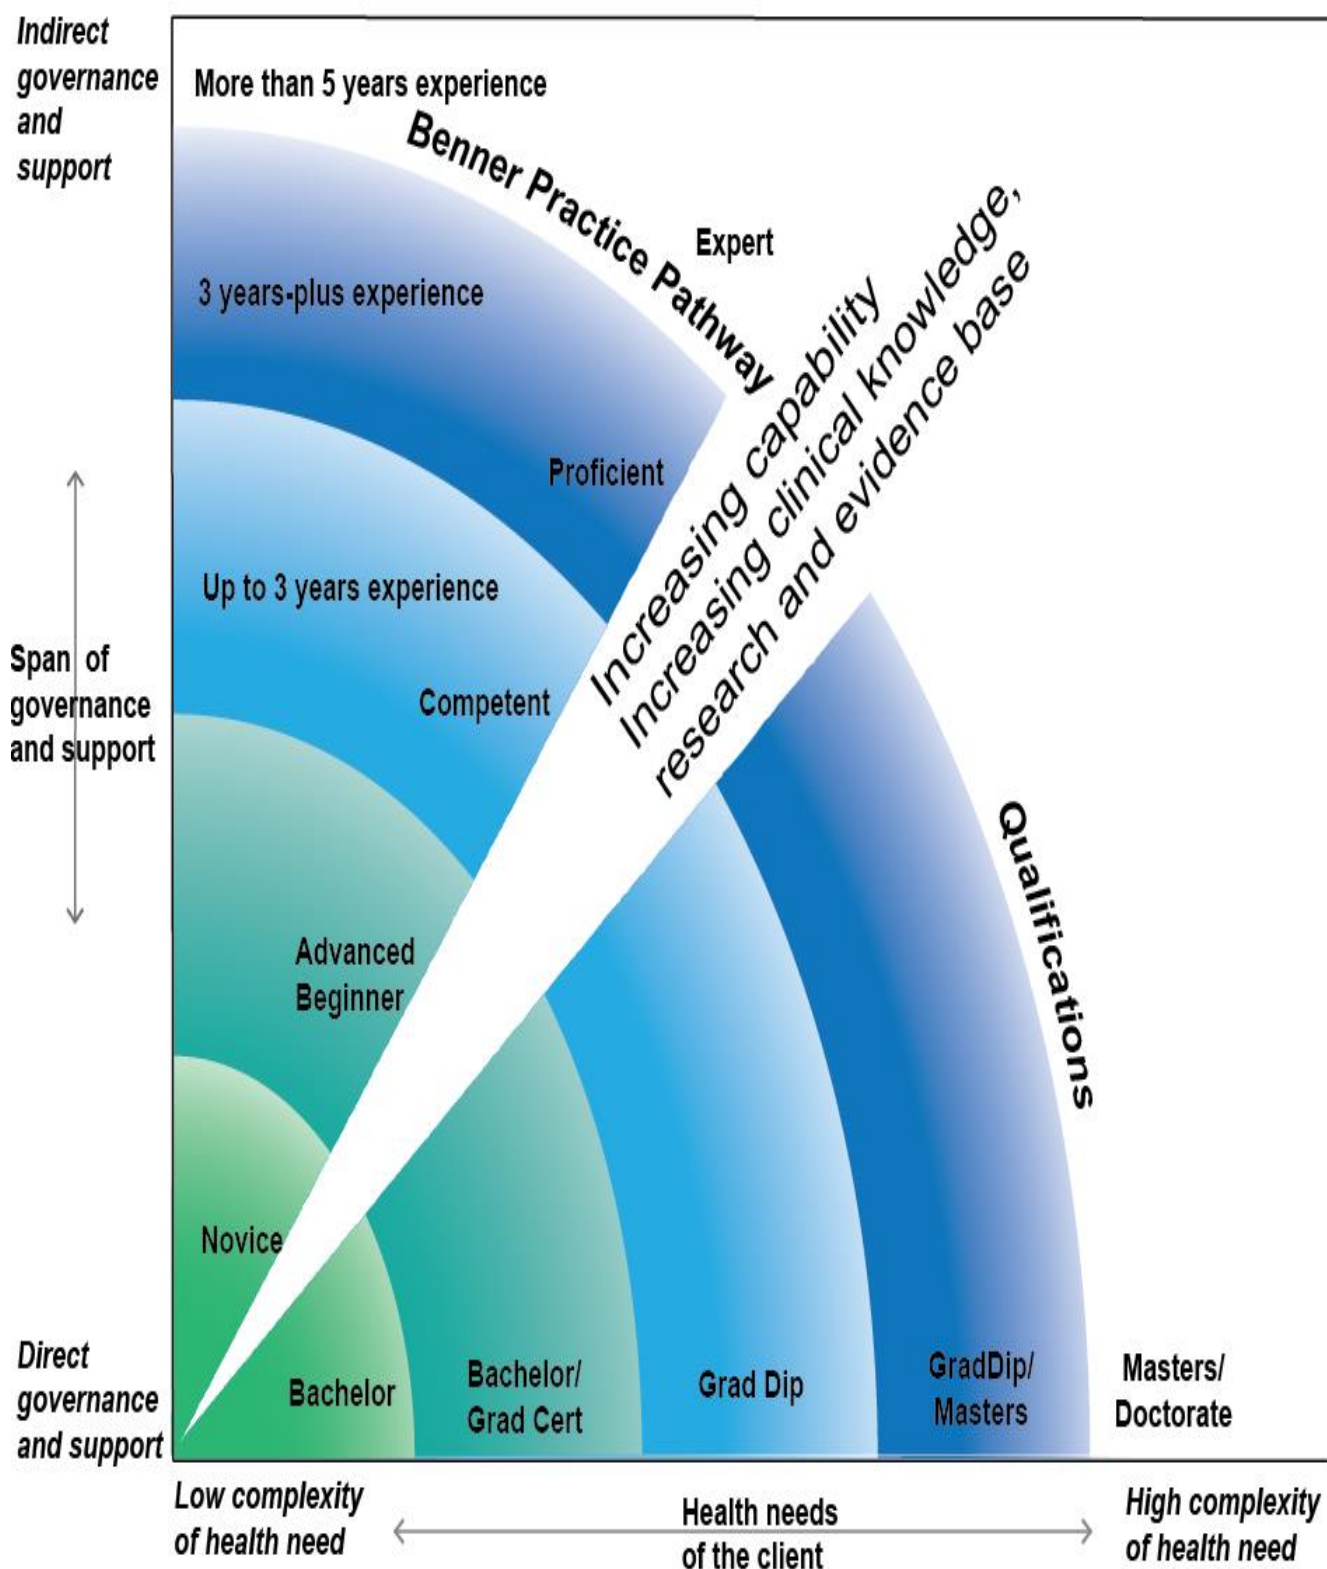 Indirect
governance
and
support
More than 5 years experience
Benner Practice Pathway
Expert
Increasing capability
Increasing clinical knowledge,
research and evidence base
3 years-plus experience
Proficient
Up to 3 years experience
Competent
Span of
governance
and support
Advanced
Beginner
Qualifications
Novice
Direct
governance
and support
Bachelor
Bachelor/
Grad Cert
Grad Dip
GradDip/
Masters
Masters/
Doctorate
Low complexity
of health need
Health needs
of the client
High complexity
of health need